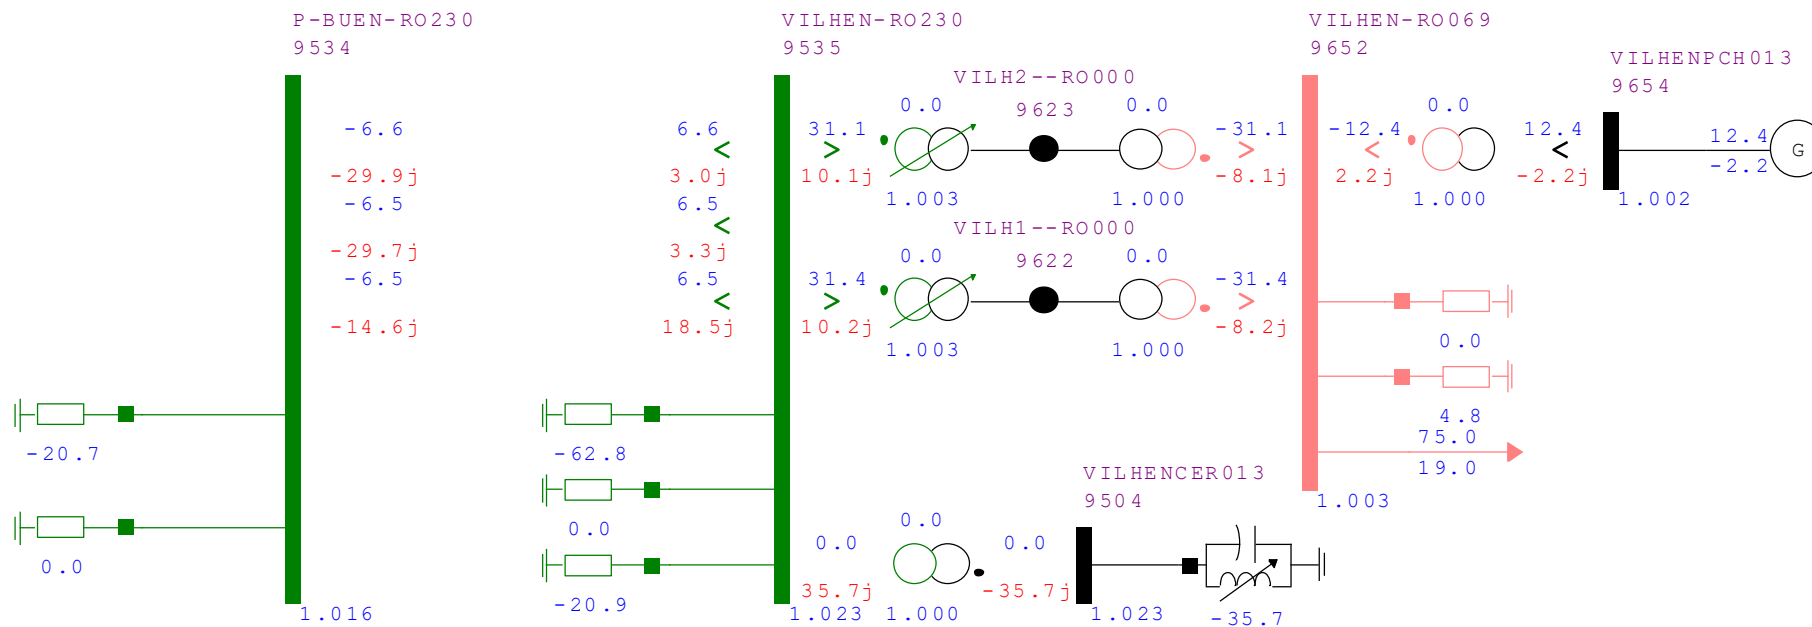 P-BUEN-RO230
9534
VILHEN-RO230
9535
VILHEN-RO069
9652
VILHENPCH013
9654
VILH2--RO000
9623
0.0
0.0
0.0
-6.6
6.6
31.1
-31.1
-12.4
12.4
12.4
G
-2.2
<
>
>
<
<
-29.9j
3.0j
10.1j
-8.1j
2.2j
-2.2j
1.003
1.000
1.000
1.002
-6.5
6.5
<
VILH1--RO000
9622
-29.7j
3.3j
0.0
0.0
-6.5
6.5
31.4
-31.4
<
>
>
-14.6j
18.5j
10.2j
-8.2j
1.003
1.000
0.0
4.8
75.0
19.0
1.003
-20.7
-62.8
VILHENCER013
9504
0.0
0.0
0.0
0.0
0.0
-20.9
35.7j
-35.7j
1.016
1.023
1.000
1.023
-35.7